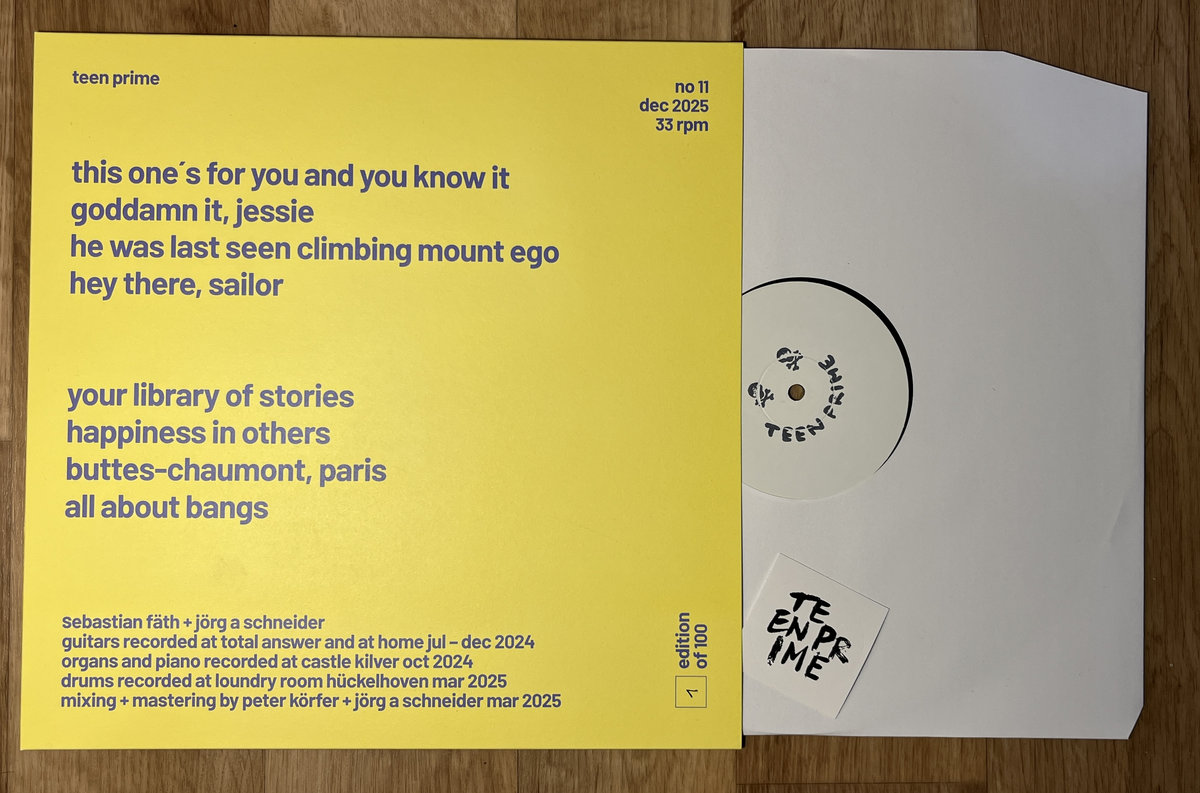 teen prime
no 11
dec 2025
33 rpm
this one´s for you and you know it
goddamn it, jessie
he was last seen climbing mount ego
hey there, sailor
your library of stories
happiness in others
buttes-chaumont, paris
all about bangs
sebastian fäth + jörg a schneider
guitars recorded at total answer and at home jul – dec 2024
organs and piano recorded at castle kilver oct 2024
drums recorded at loundry room hückelhoven mar 2025
mixing + mastering by peter körfer + jörg a schneider mar 2025
edition
of 100
1
TEEN PRIME
TE
EN PR
IME